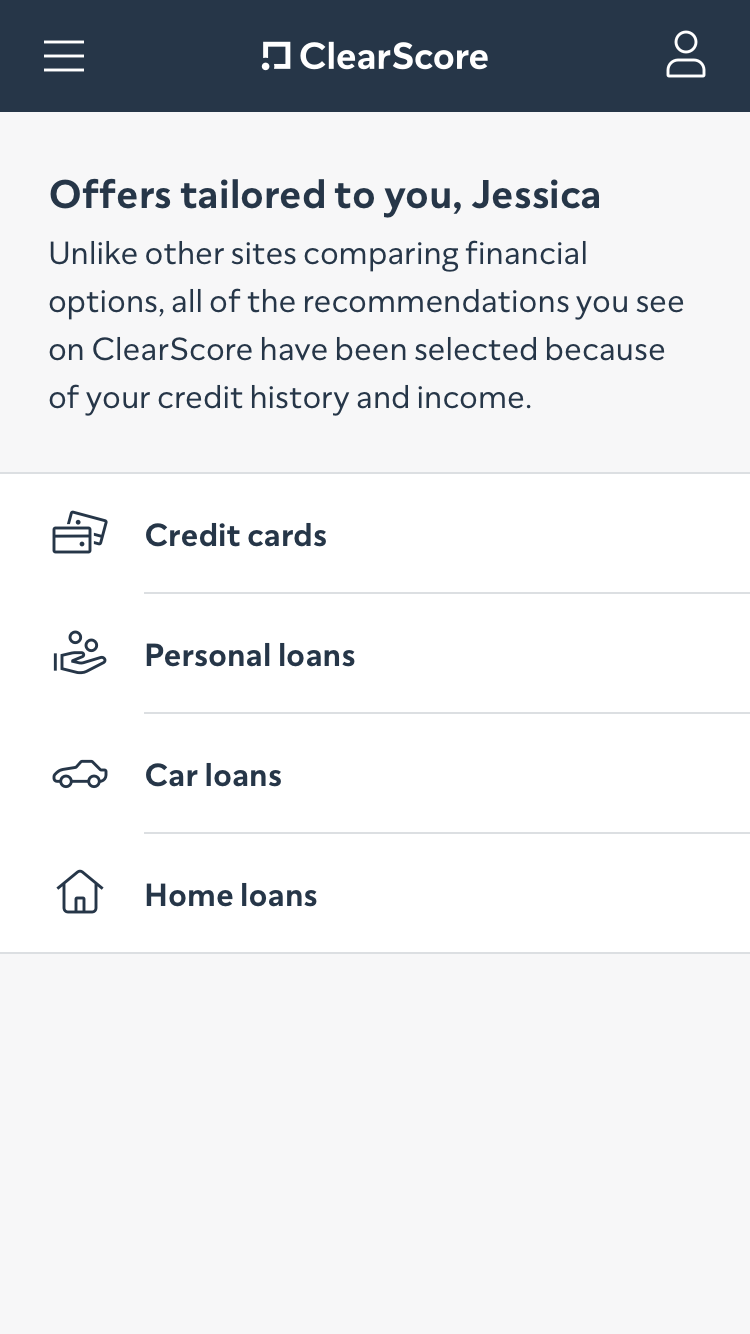 ClearScore
Offers tailored to you, Jessica
Unlike other sites comparing financial
options, all of the recommendations you see
on ClearScore have been selected because
of your credit history and income.
Credit cards
Personal loans
Car loans
Home loans